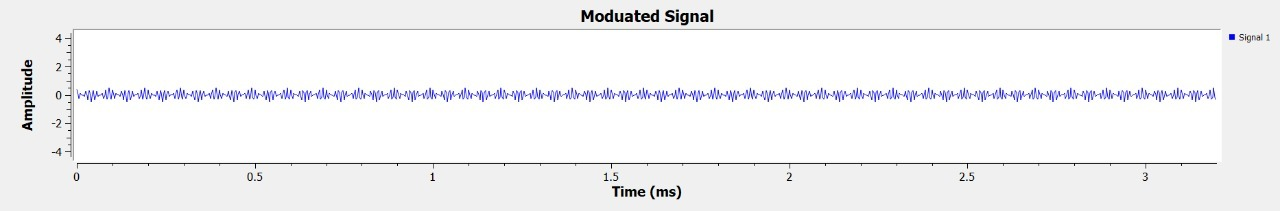 Moduated Signal
Signal 1
Amplitude
4
2
0
-2
-4
0 0.5 1 1.5 2 2.5 3
Time (ms)